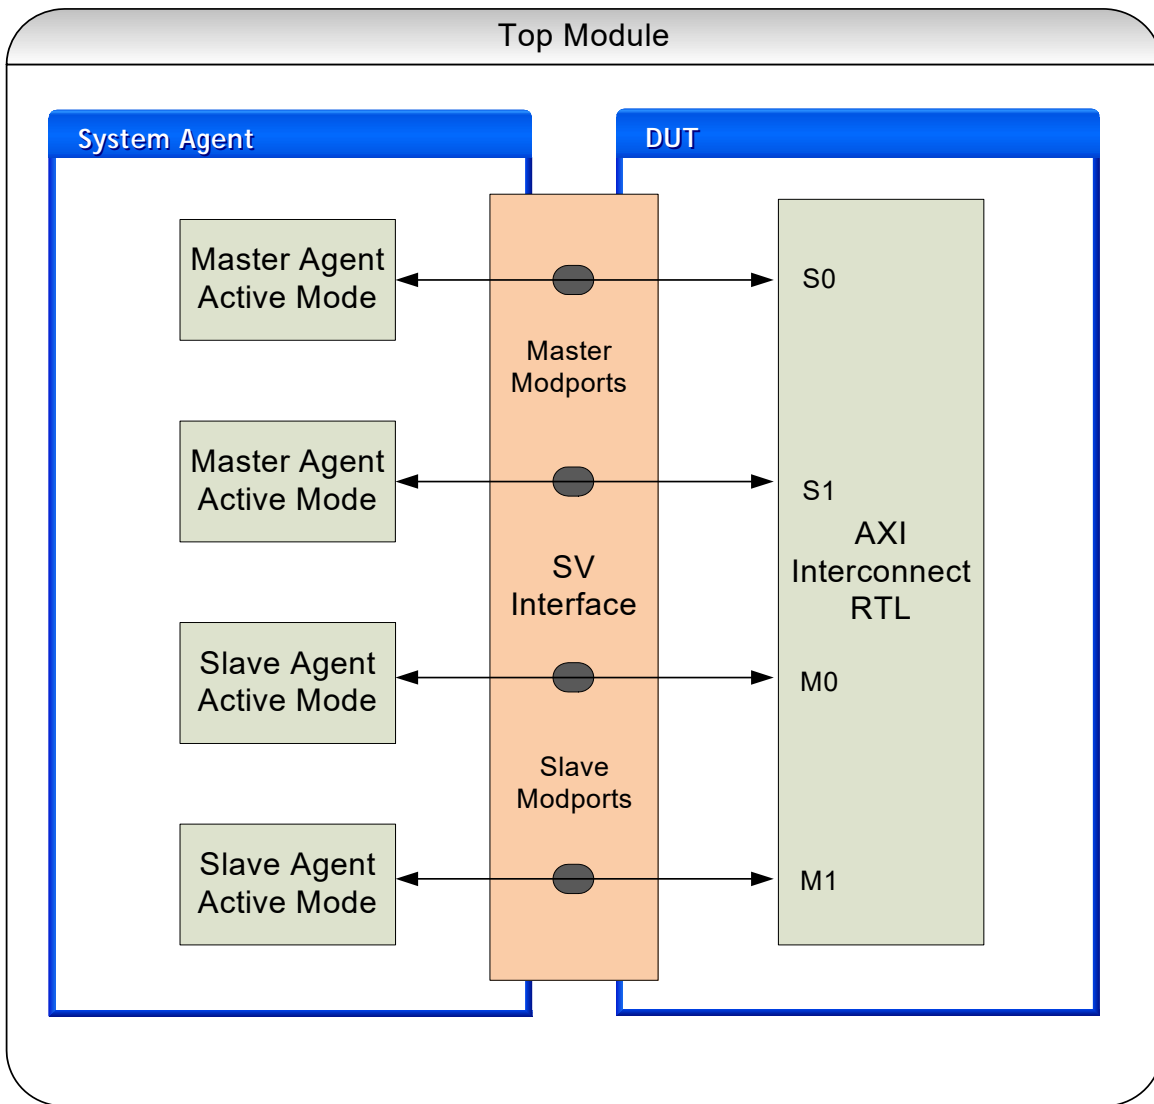 Top Module
System Agent
DUT
Master Agent
Active Mode
S0
Master
Modports
Master Agent
Active Mode
S1
SV
Interface
AXI
Interconnect
RTL
Slave Agent
Active Mode
M0
Slave
Modports
Slave Agent
Active Mode
M1